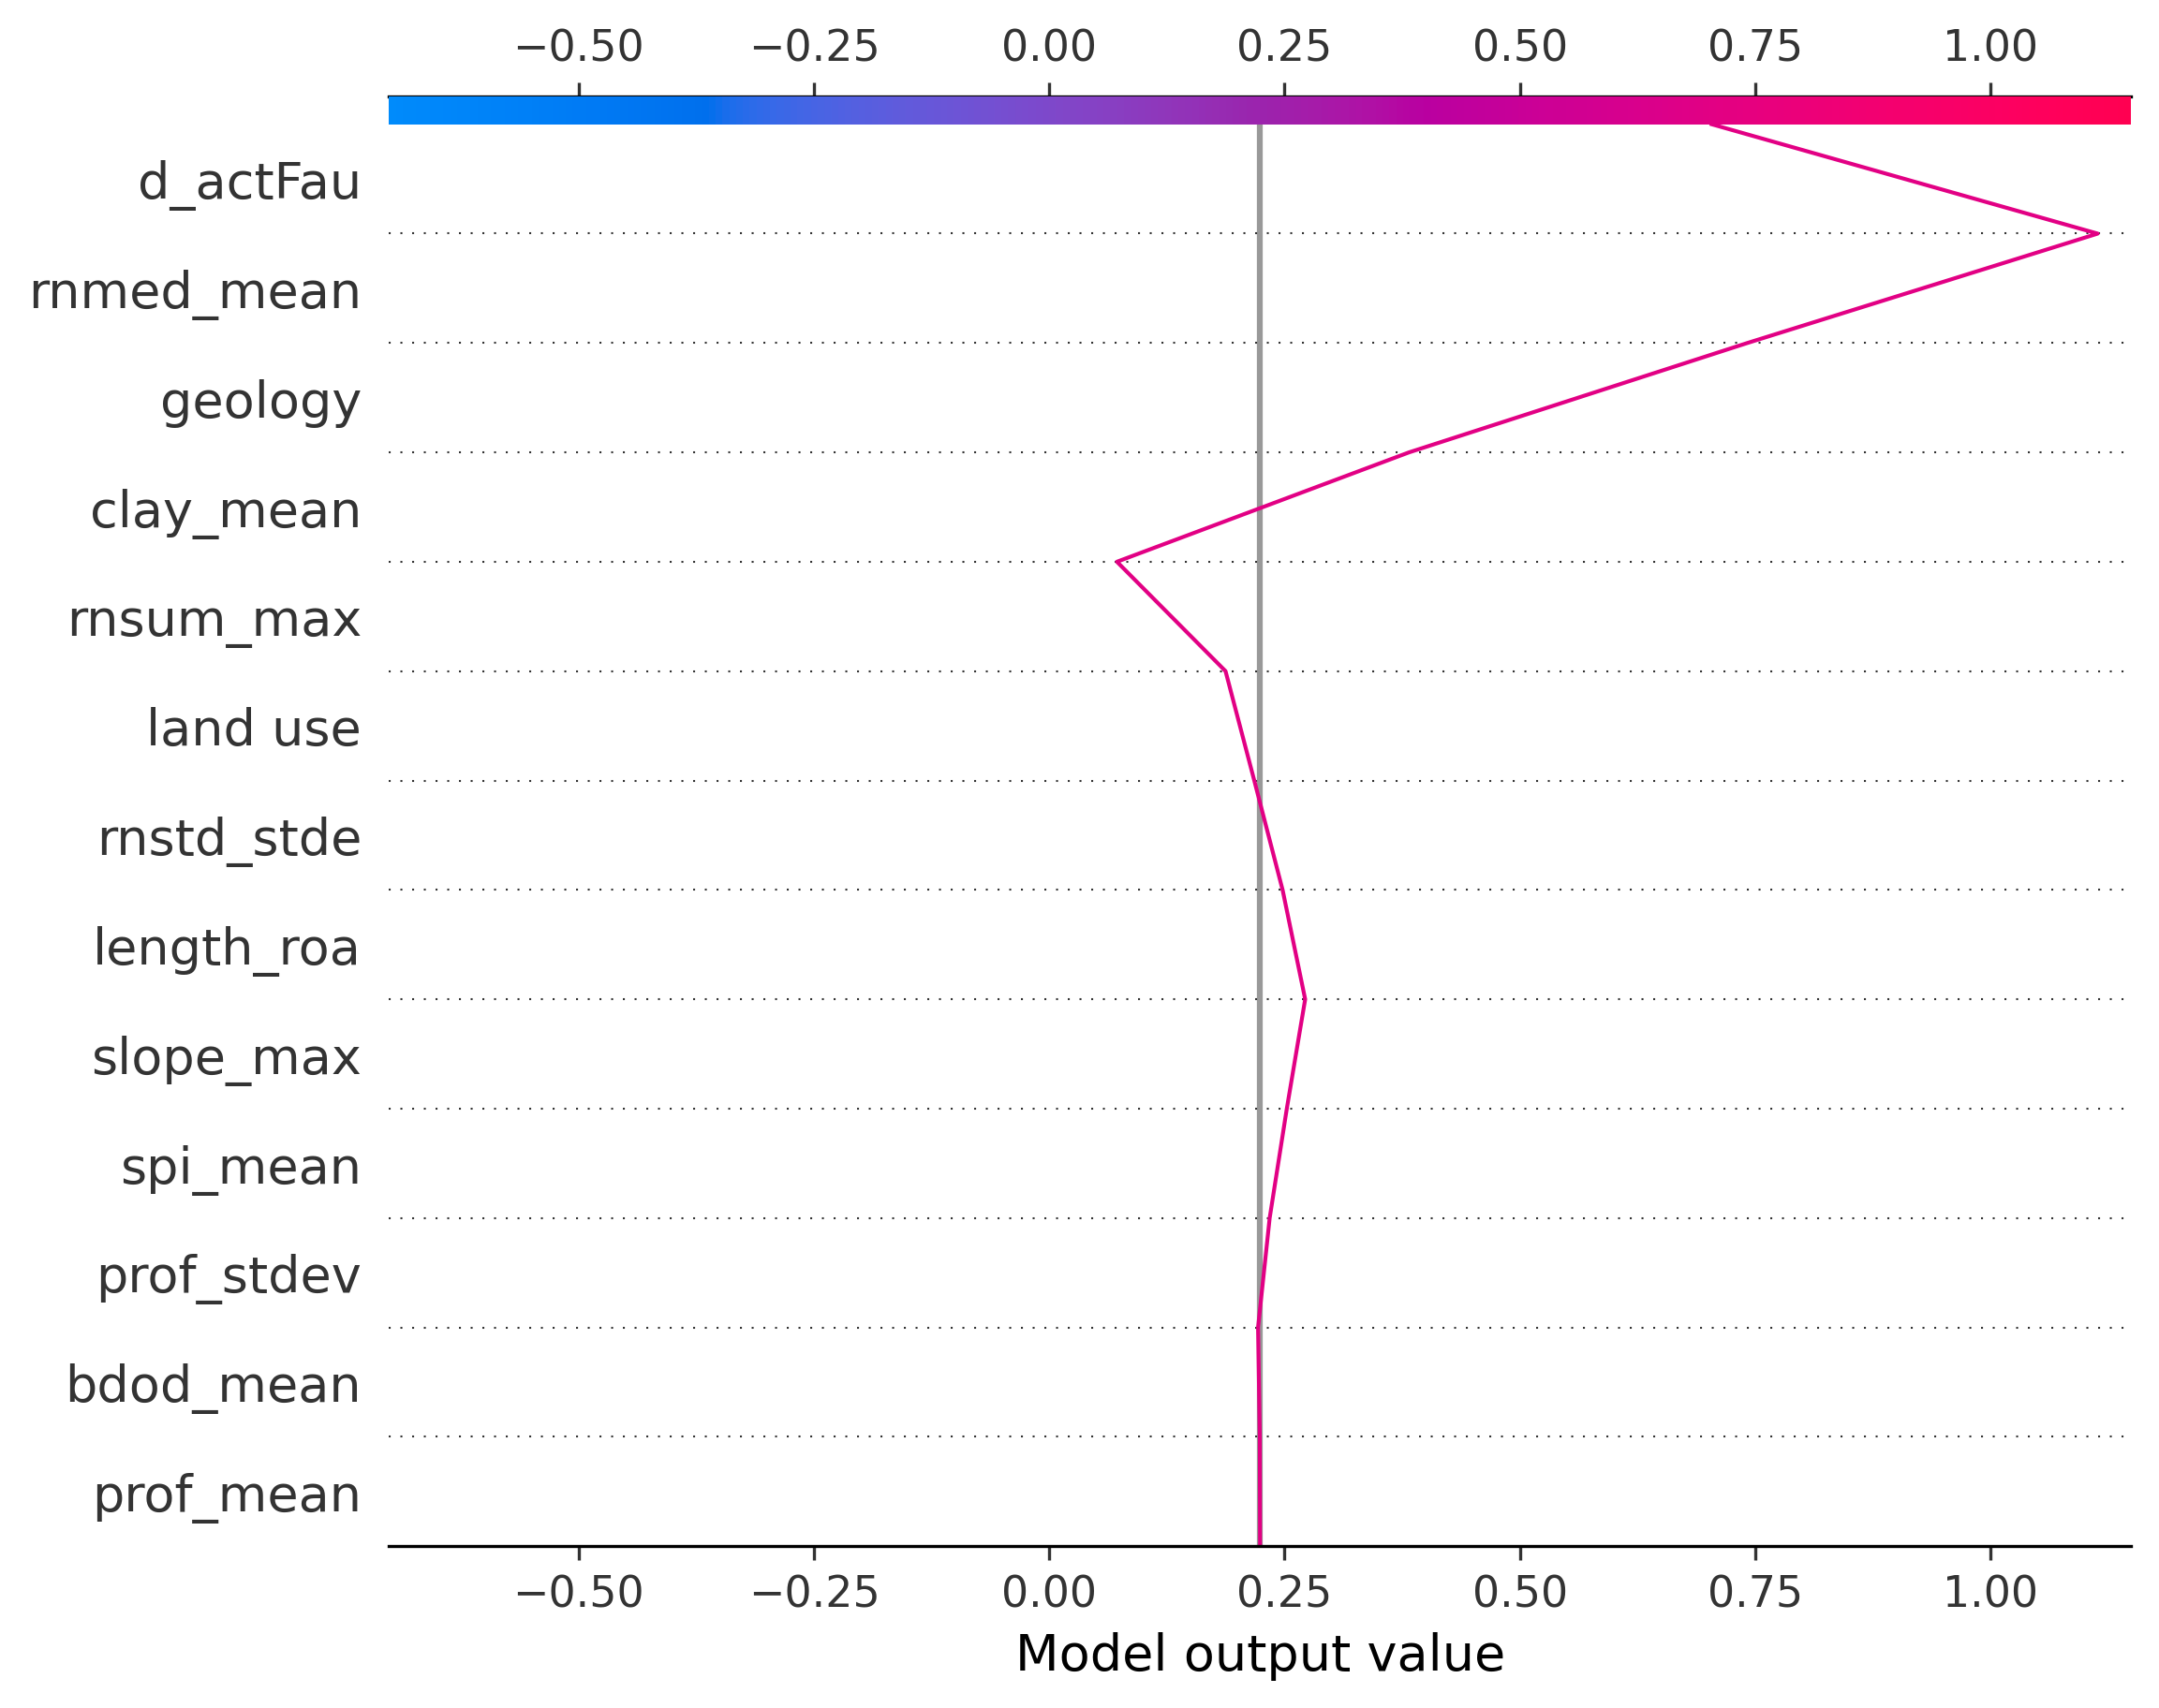 −0.50 −0.25 0.00 0.25 0.50 0.75 1.00
d_actFau
rnmed_mean
geology
clay_mean
rnsum_max
land use
rnstd_stde
length_roa
slope_max
spi_mean
prof_stdev
bdod_mean
prof_mean
−0.50 −0.25 0.00 0.25 0.50 0.75 1.00
Model output value